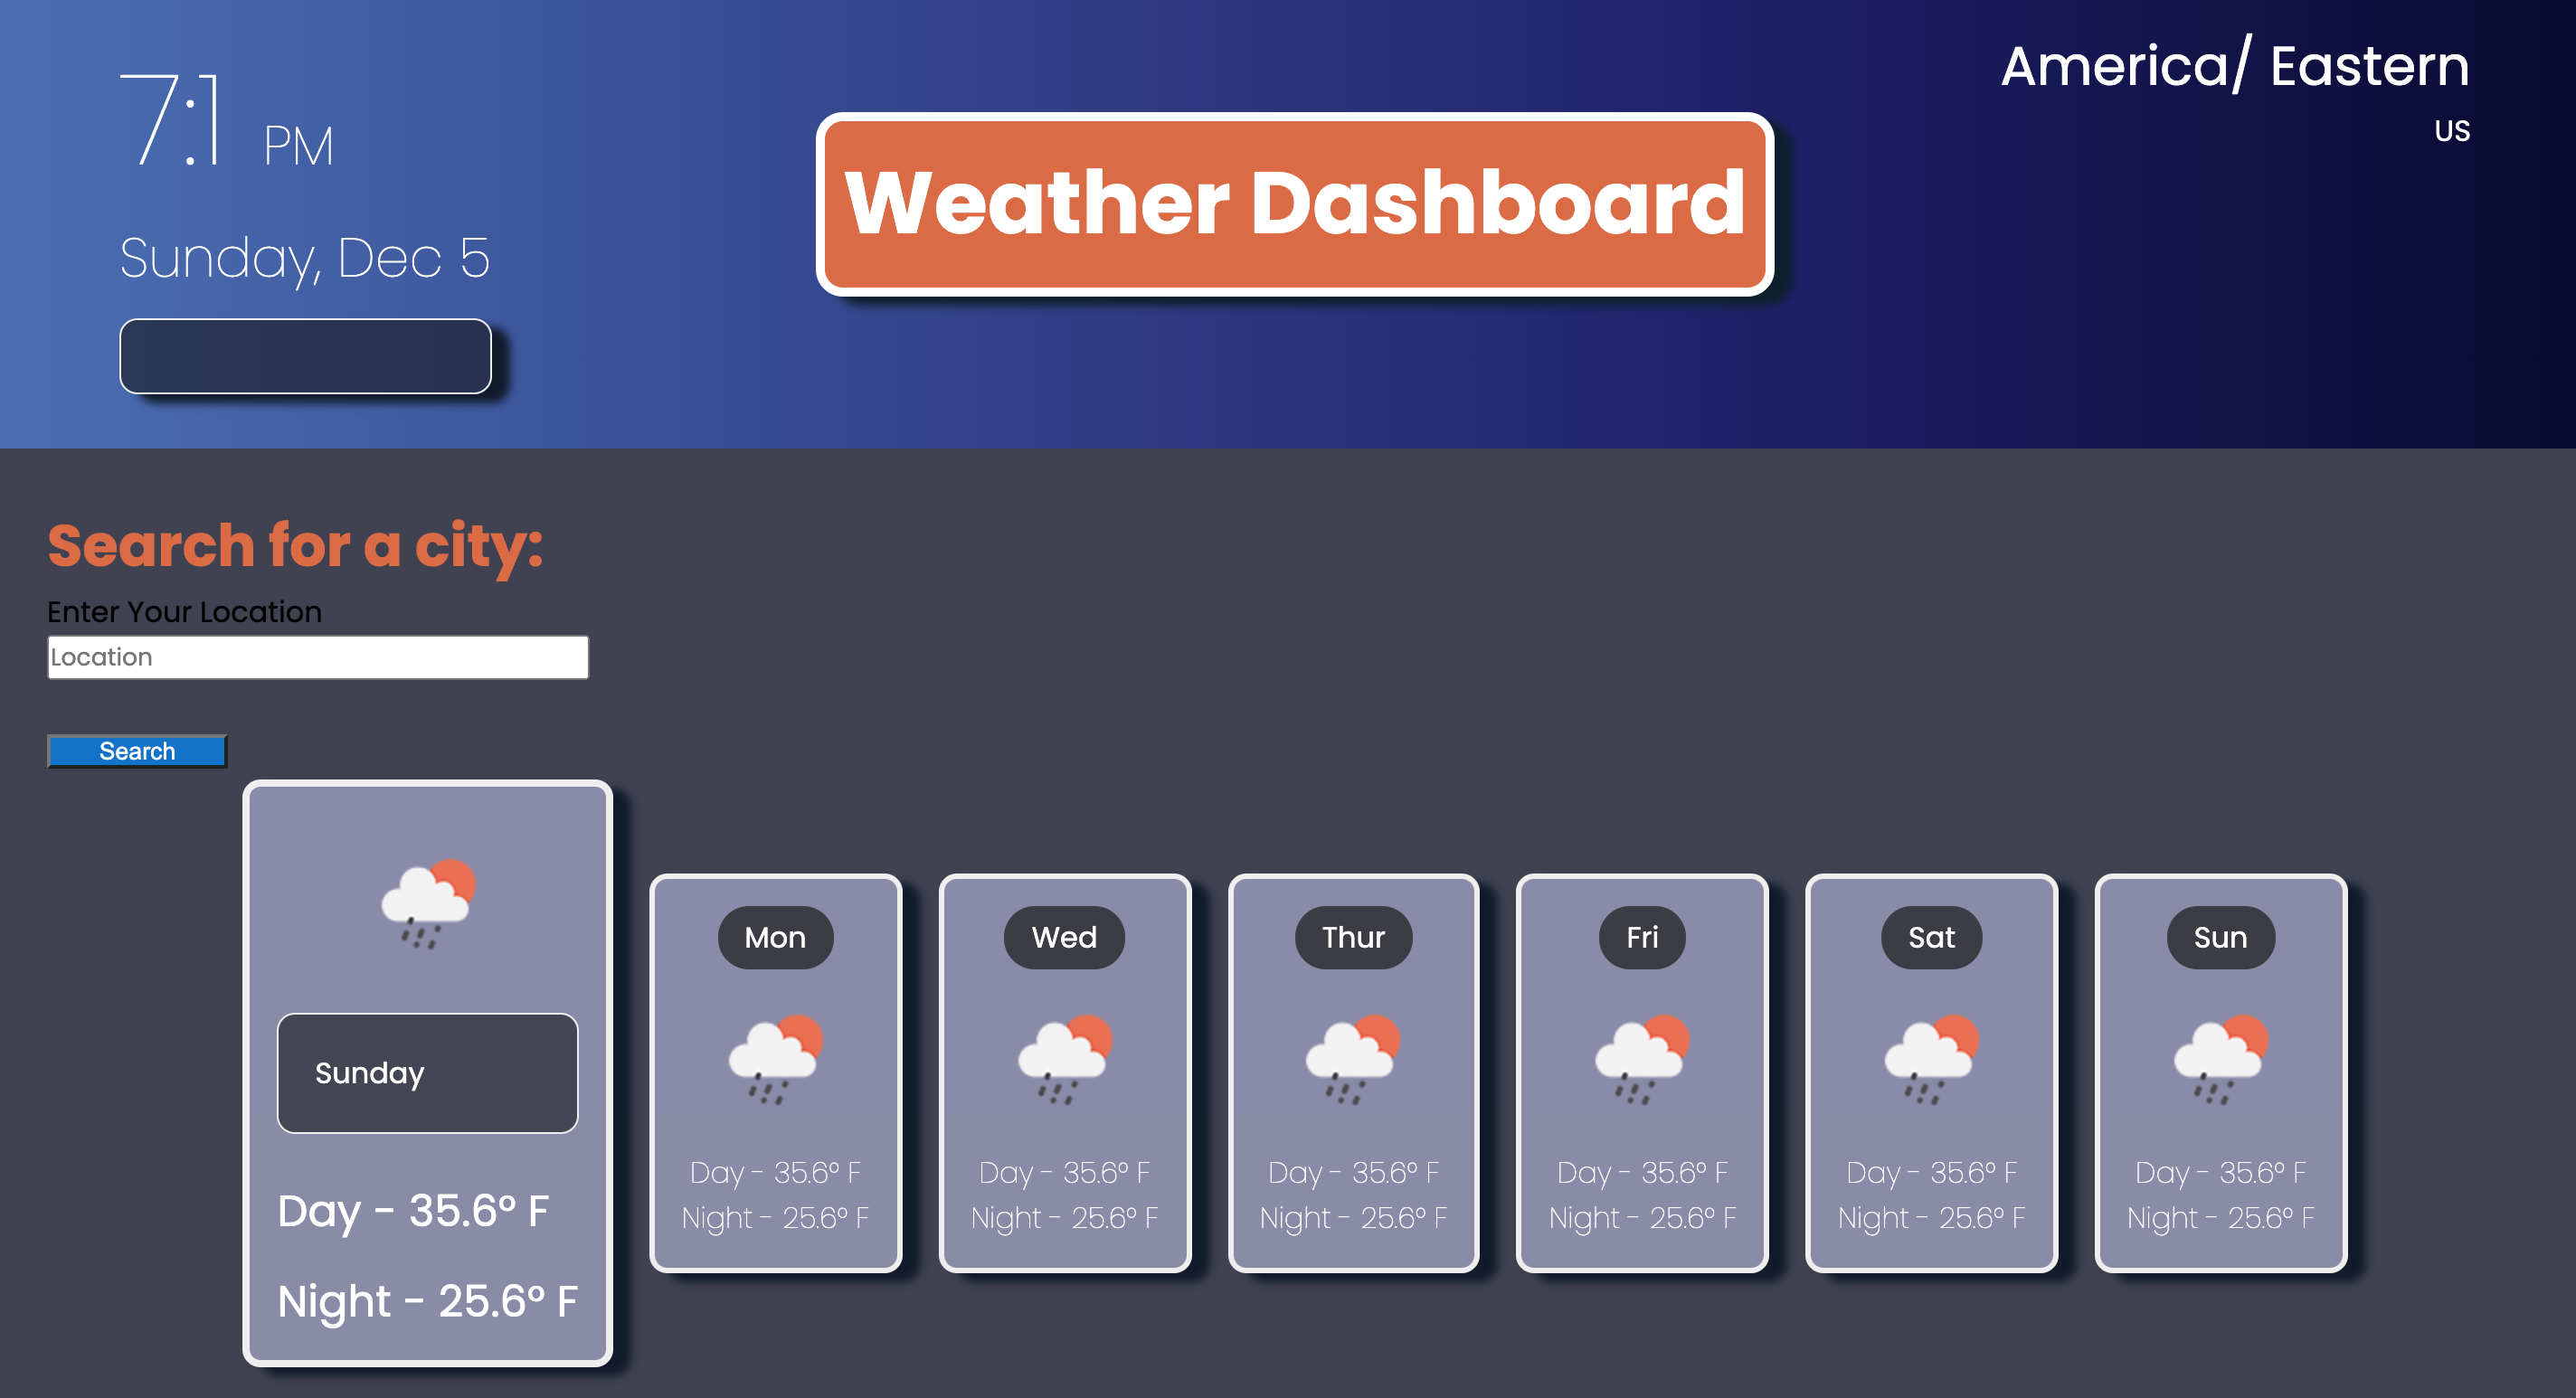 7:1 PM
Sunday, Dec 5
Weather Dashboard
America/ Eastern
US
Search for a city:
Enter Your Location
Location
Search
Sunday
Day - 35.6° F
Night - 25.6° F
Mon
Day - 35.6° F
Night - 25.6° F
Wed
Day - 35.6° F
Night - 25.6° F
Thur
Day - 35.6° F
Night - 25.6° F
Fri
Day - 35.6° F
Night - 25.6° F
Sat
Day - 35.6° F
Night - 25.6° F
Sun
Day - 35.6° F
Night - 25.6° F